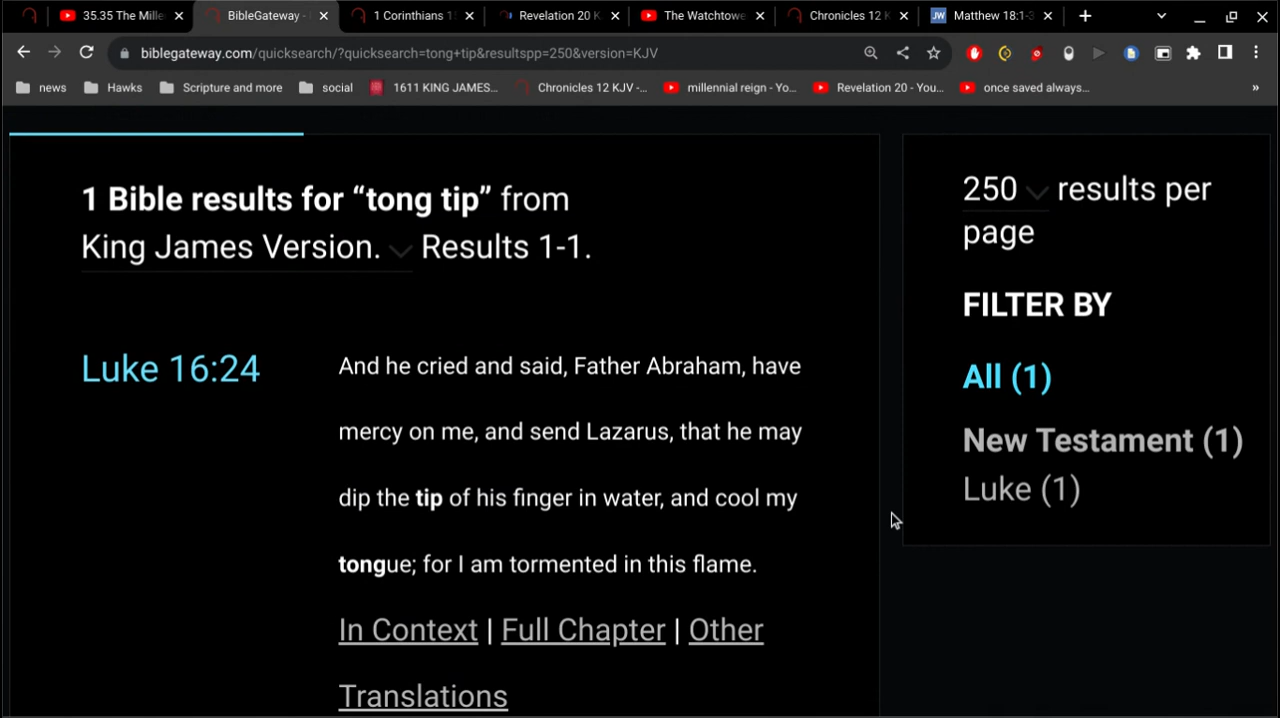 35.35 The Mille
BibleGateway -
1 Corinthians 1
Revelation 20 K
The Watchtowe
Chronicles 12 K
JW Matthew 18:1-3
biblegateway.com/quicksearch/?quicksearch=tong+tip&resultspp=250&version=KJV
news
Hawks
Scripture and more
social
1611 KING JAMES...
Chronicles 12 KJV -...
millennial reign - Yo...
Revelation 20 - You...
once saved always...
»
1 Bible results for “tong tip” from
King James Version. Results 1-1.
Luke 16:24
And he cried and said, Father Abraham, have
mercy on me, and send Lazarus, that he may
dip the tip of his finger in water, and cool my
tongue; for I am tormented in this flame.
In Context | Full Chapter | Other
Translations
250 results per
page
FILTER BY
All (1)
New Testament (1)
Luke (1)